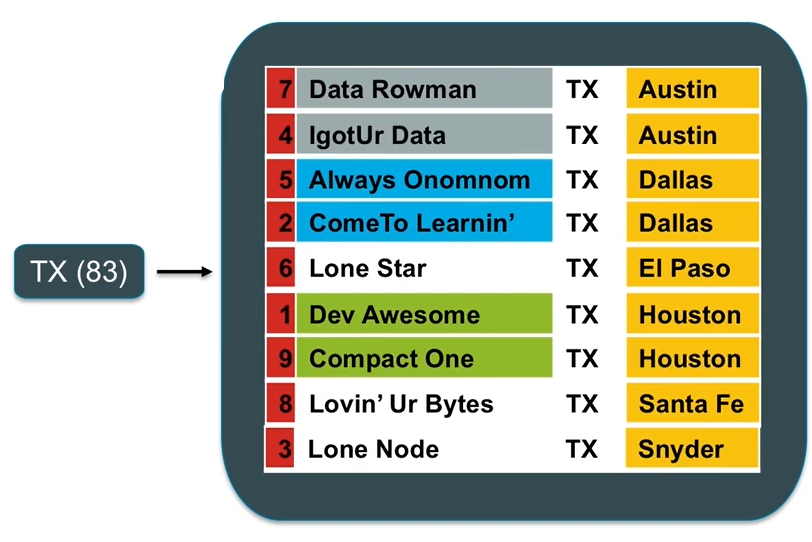 7 Data Rowman TX Austin
4 IgotUr Data TX Austin
5 Always Onomnom TX Dallas
2 ComeTo Learnin’ TX Dallas
TX (83)
6 Lone Star TX El Paso
1 Dev Awesome TX Houston
9 Compact One TX Houston
8 Lovin’ Ur Bytes TX Santa Fe
3 Lone Node TX Snyder